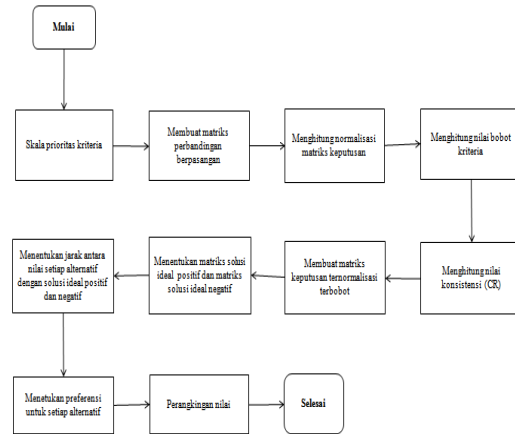 Mulai
Skala prioritas kriteria
Membuat matriks
perbandingan
berpasangan
Menghitung normalisasi
matriks keputusan
Menghitung nilai bobot
kriteria
Menghitung nilai
konsistensi (CR)
Membuat matriks
keputusan ternormalisasi
terbobot
Menentukan matriks solusi
ideal positif dan matriks
solusi ideal negatif
Menentukan jarak antara
nilai setiap alternatif
dengan solusi ideal positif
dan negatif
Menetukan preferensi
untuk setiap alternatif
Perangkingan nilai
Selesai